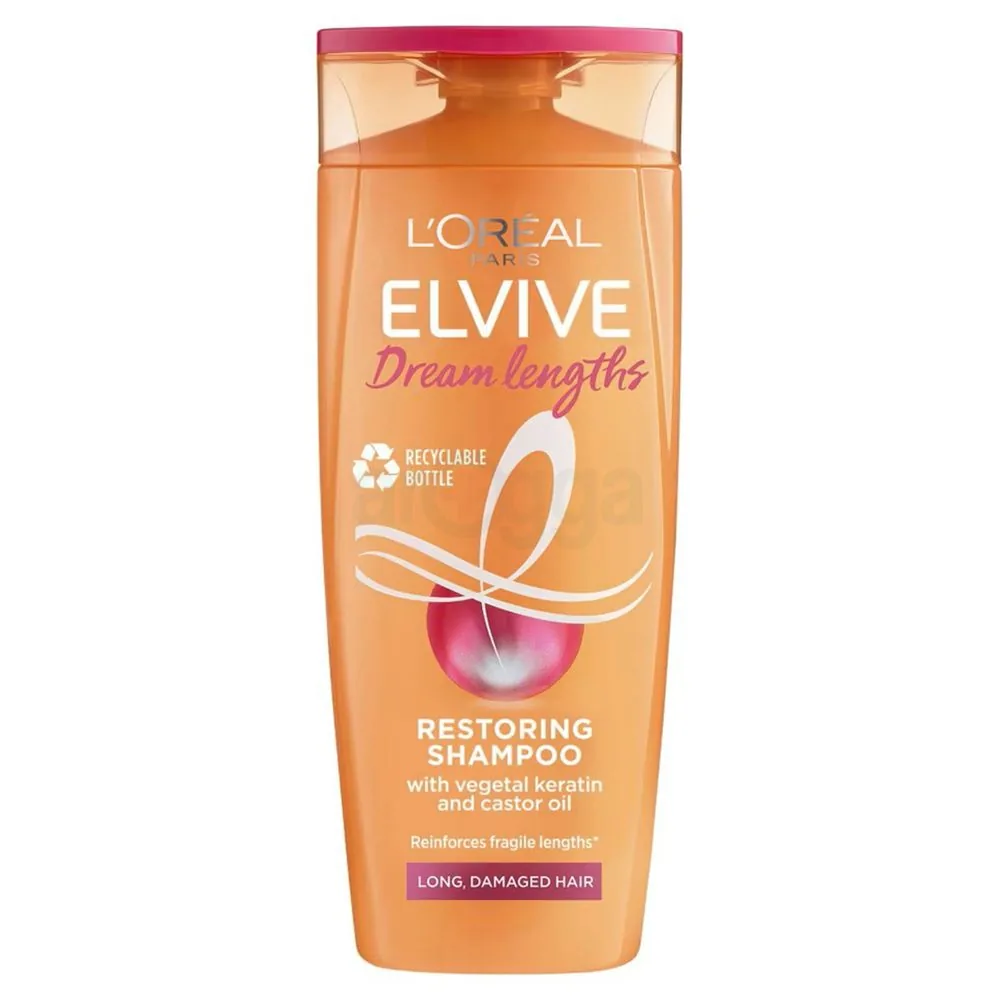 L'ORÉAL
PARIS
ELVIVE
Dream lengths
RECYCLABLE
BOTTLE
arogga
RESTORING
SHAMPOO
with vegetal keratin
and castor oil
Reinforces fragile lengths*
LONG, DAMAGED HAIR